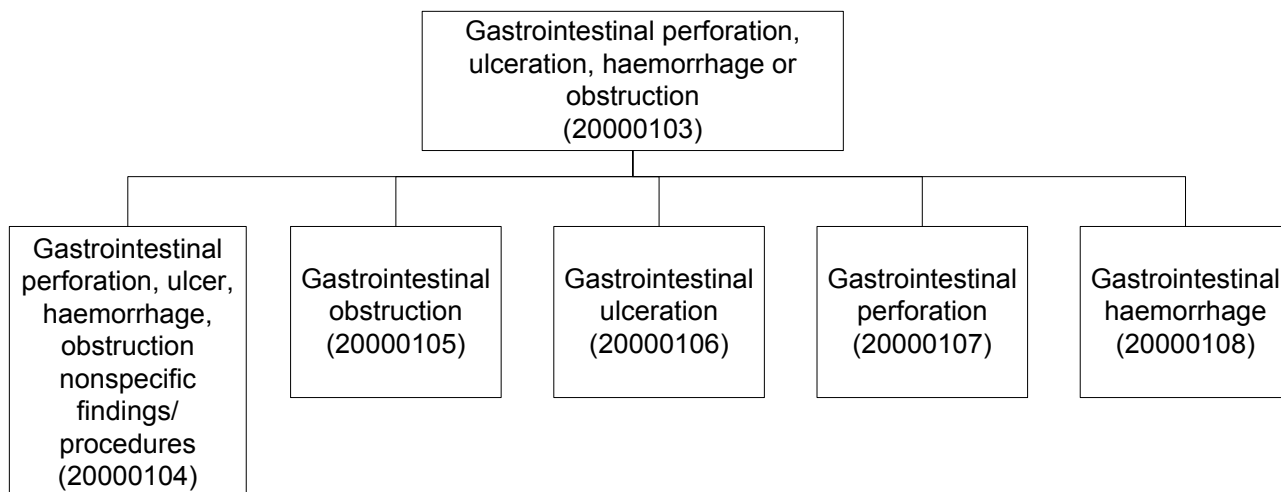 Gastrointestinal perforation,
ulceration, haemorrhage or
obstruction
(20000103)
Gastrointestinal
perforation, ulcer,
haemorrhage,
obstruction
nonspecific
findings/
procedures
(20000104)
Gastrointestinal
obstruction
(20000105)
Gastrointestinal
ulceration
(20000106)
Gastrointestinal
perforation
(20000107)
Gastrointestinal
haemorrhage
(20000108)